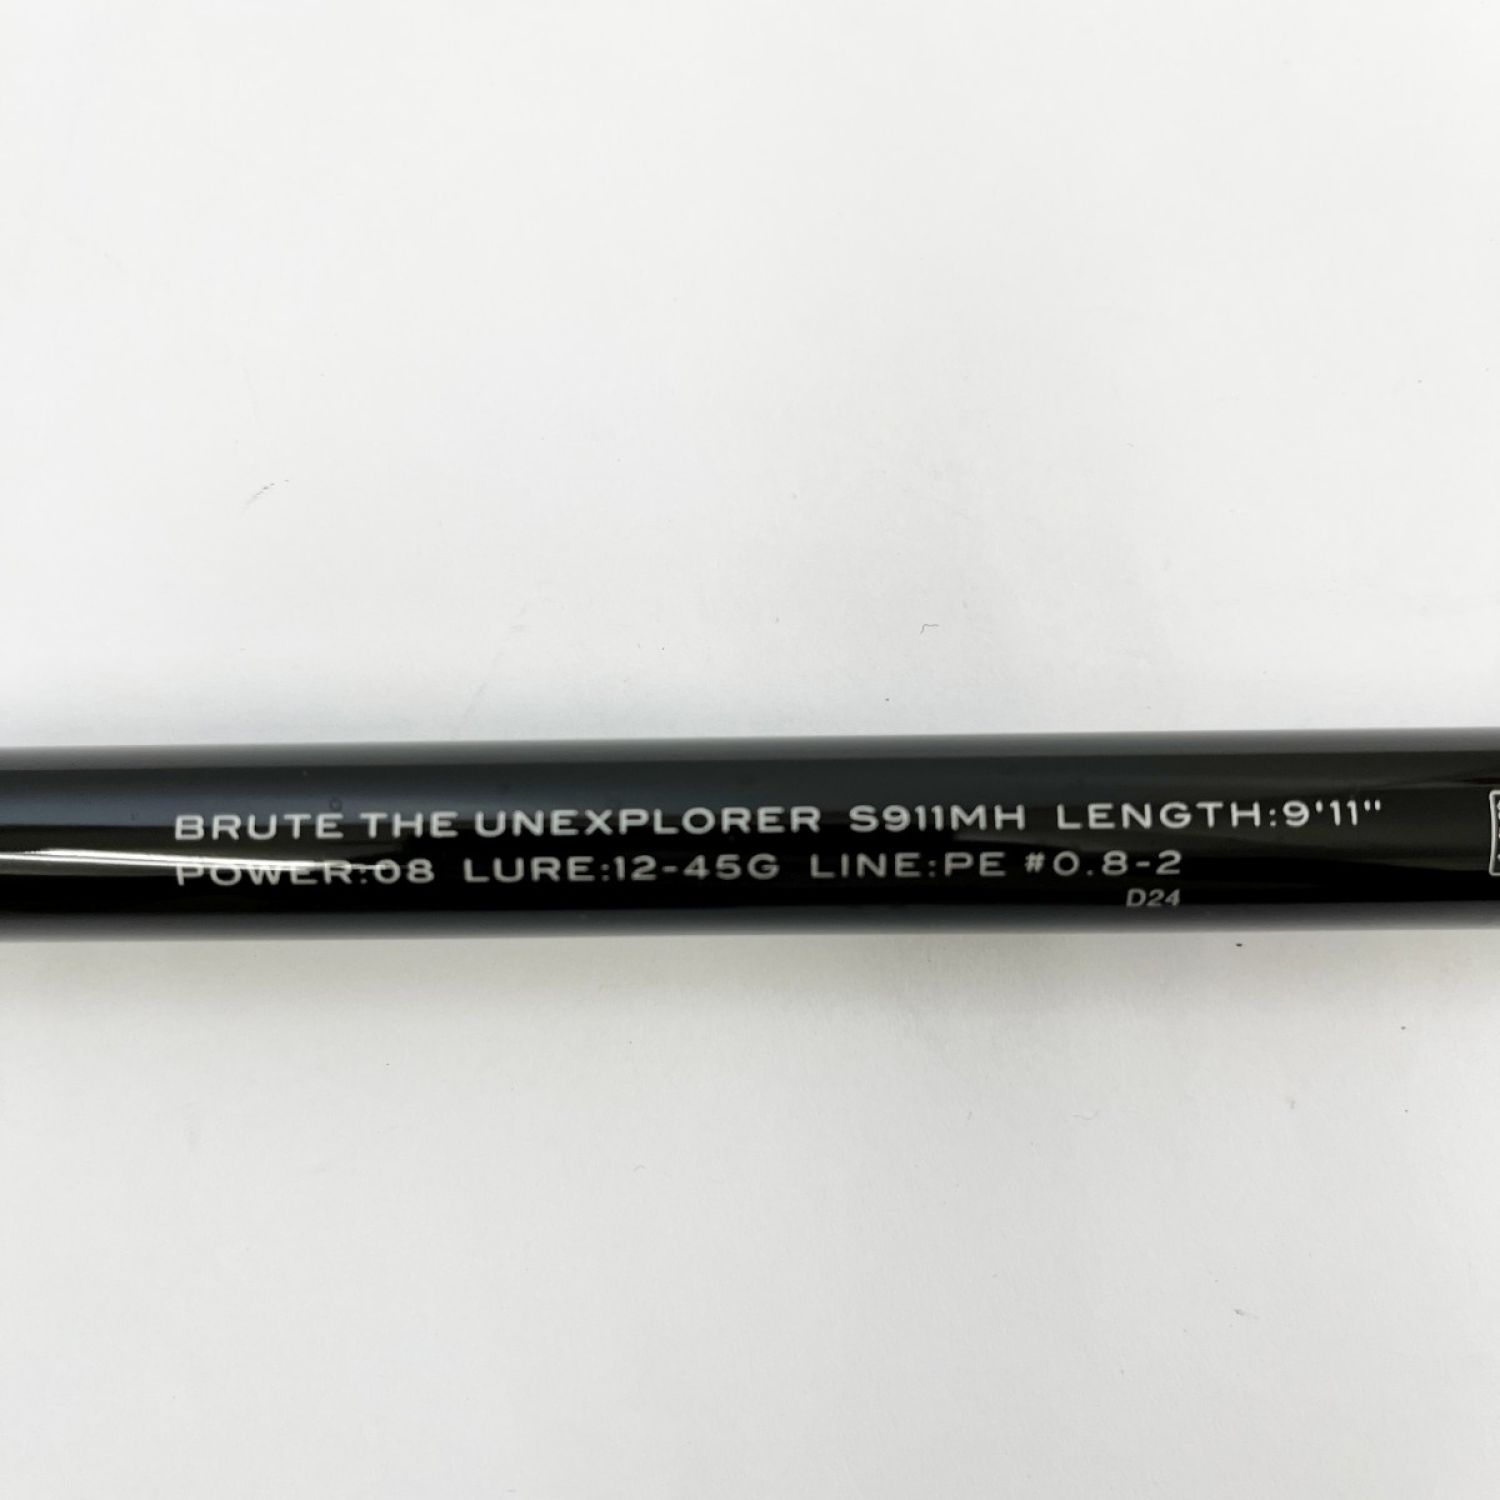 BRUTE THE UNEXPLORER S911MH LENGTH:9'11"
POWER:08 LURE:12-45G LINE:PE #0.8-2
D24